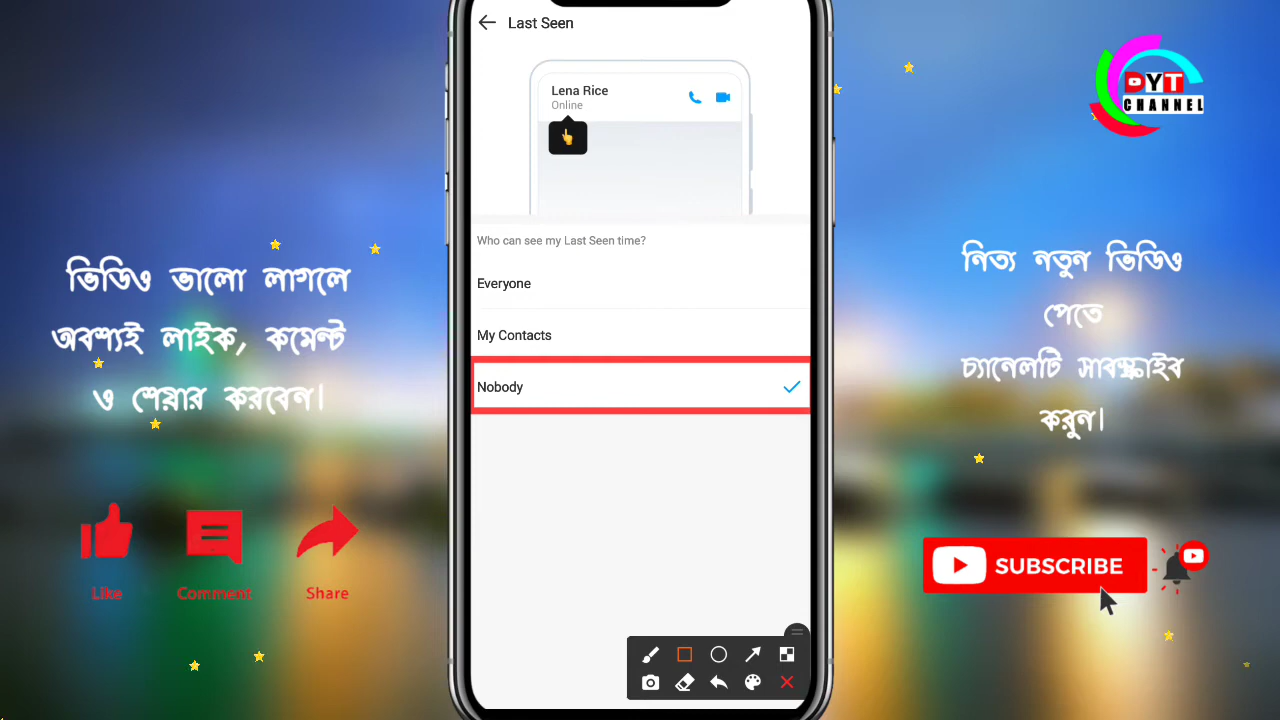 Last Seen
Lena Rice
Online
Who can see my Last Seen time?
Everyone
My Contacts
Nobody
ভিডিও ভালো লাগলে
অবশ্যই লাইক, কমেন্ট
ও শেয়ার করবেন।
Like
Comment
Share
DYT
CHANNEL
নিত্য নতুন ভিডিও
পেতে
চ্যানেলটি সাবস্ক্রাইব
করুন।
SUBSCRIBE